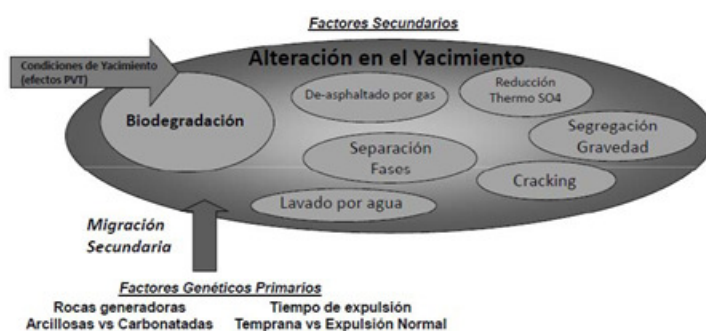 Factores Secundarios
Alteración en el Yacimiento
Condiciones de Yacimiento
(efectos PVT)
Biodegradación
De-asphaltado por gas
Reducción
Thermo SO4
Segregación
Gravedad
Separación
Fases
Cracking
Lavado por agua
Migración
Secundaria
Factores Genéticos Primarios
Rocas generadoras
Arcillosas vs Carbonatadas
Tiempo de expulsión
Temprana vs Expulsión Normal